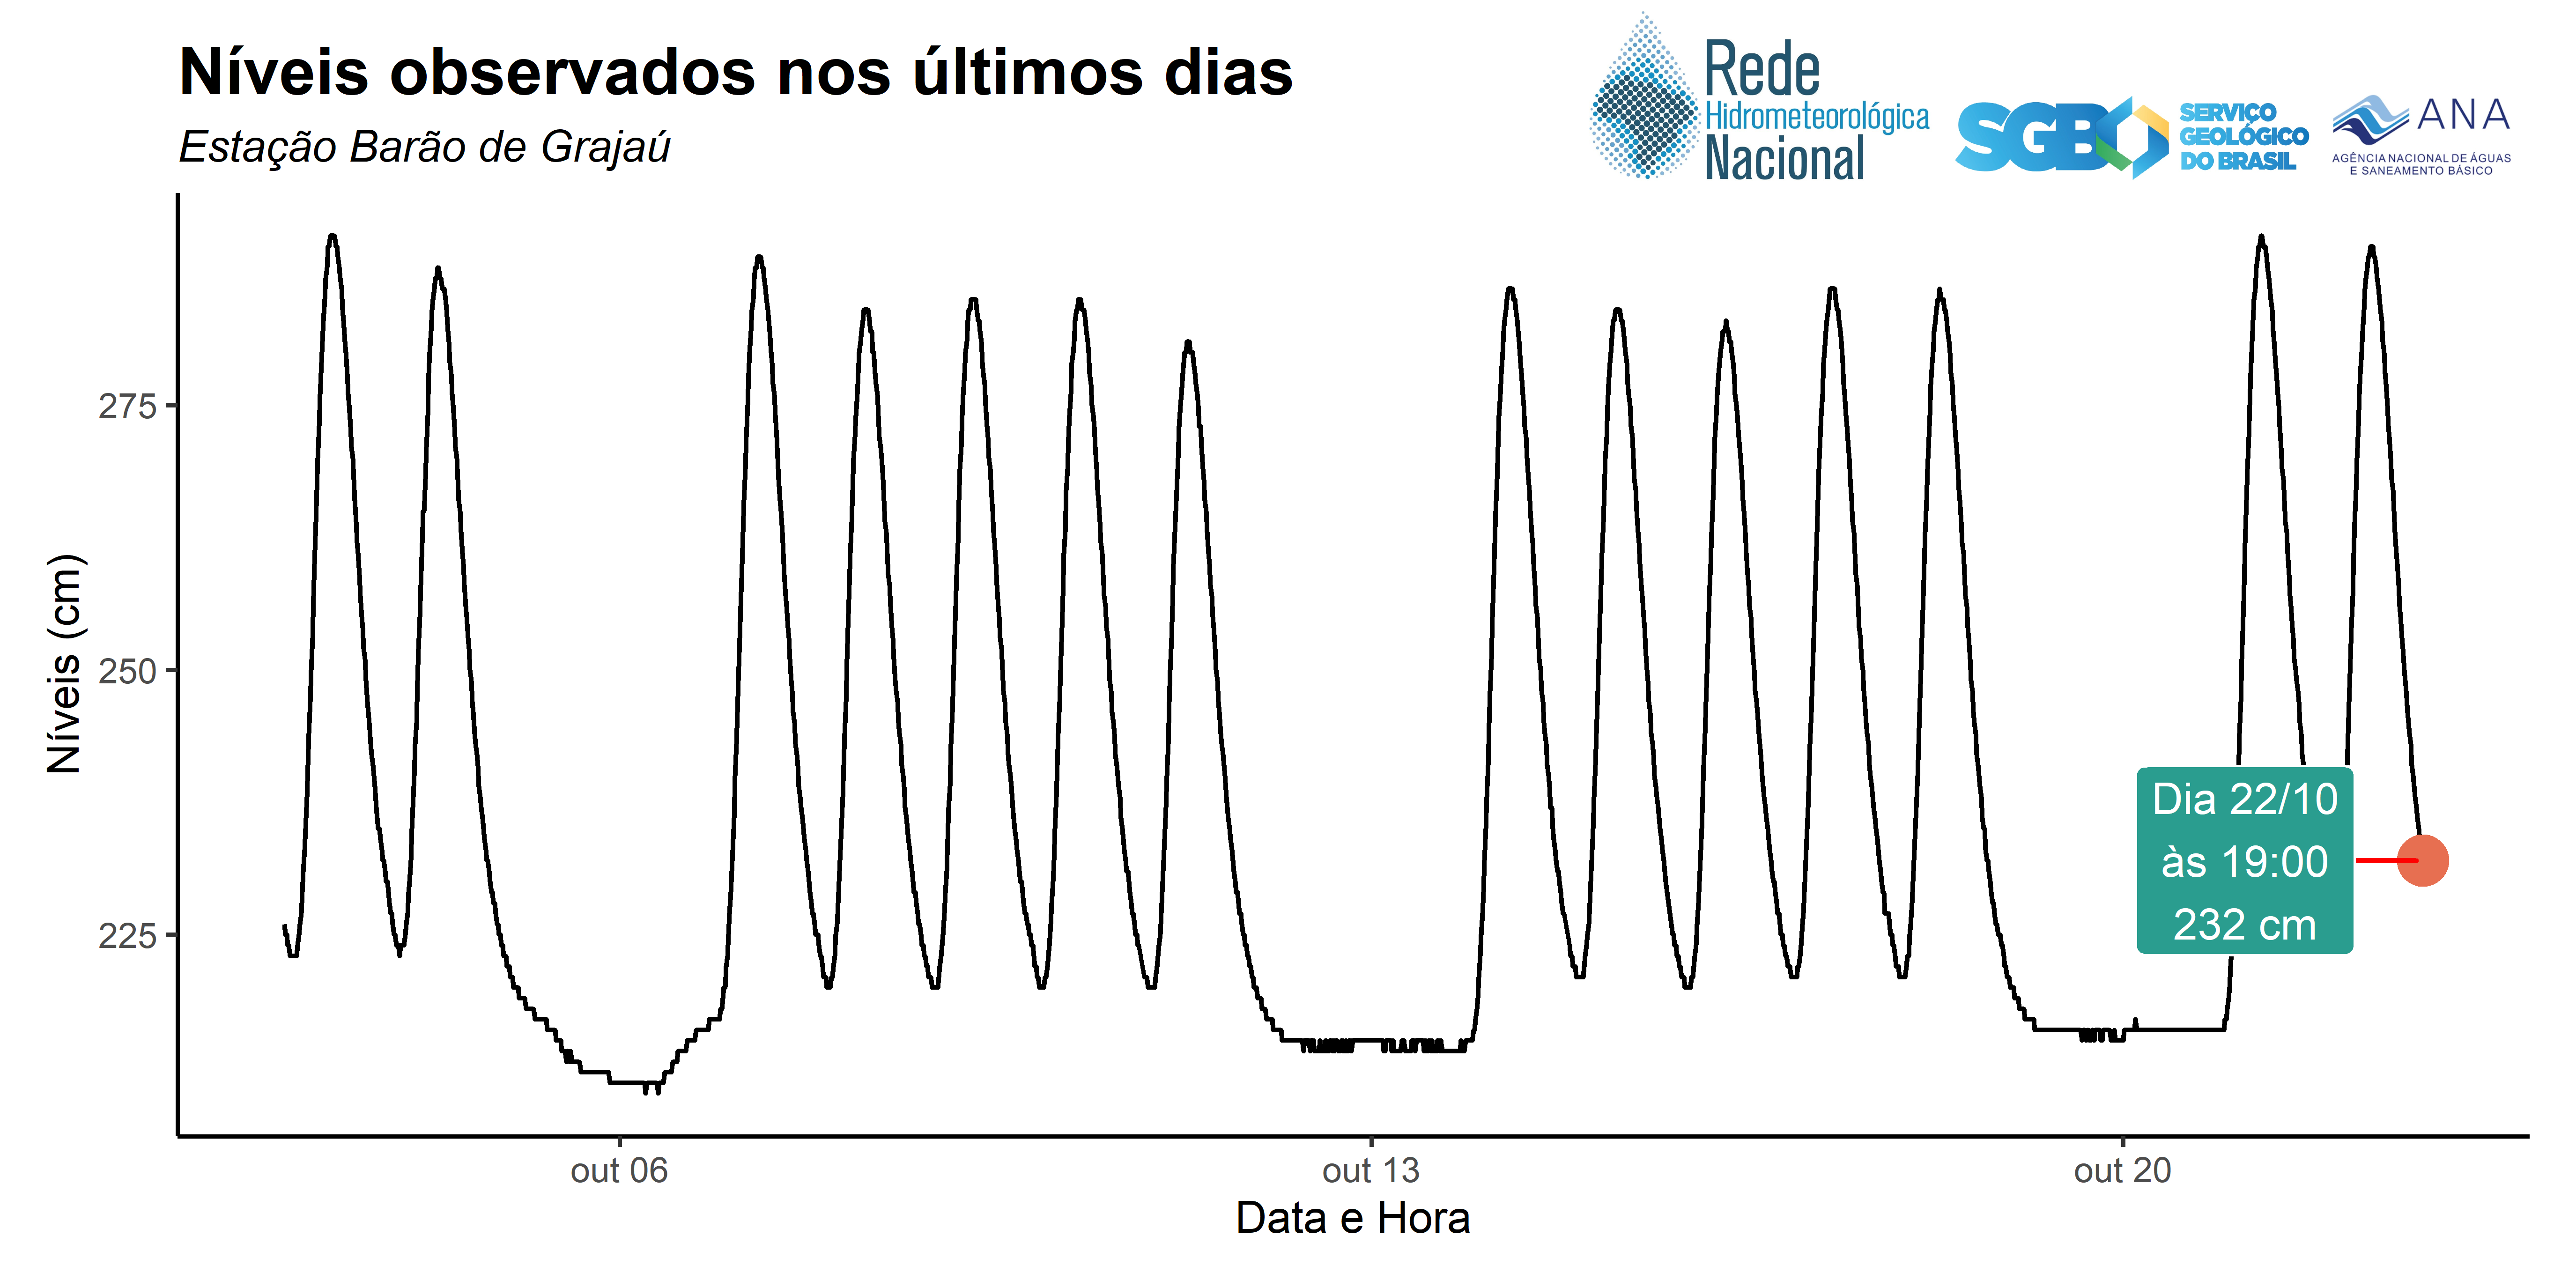 Níveis observados nos últimos dias
Estação Barão de Grajaú
Rede
Hidrometeorológica
Nacional
SGB
SERVIÇO
GEOLÓGICO
DO BRASIL
ANA
AGÊNCIA NACIONAL DE ÁGUAS
E SANEAMENTO BÁSICO
Níveis (cm)
275
250
225
Dia 22/10
às 19:00
232 cm
out 06
out 13
out 20
Data e Hora